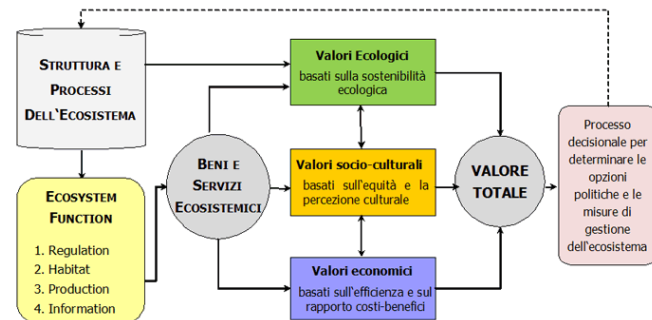 STRUTTURA E
PROCESSI
DELL'ECOSISTEMA
ECOSYSTEM
FUNCTION
1. Regulation
2. Habitat
3. Production
4. Information
BENI E
SERVIZI
ECOSISTEMICI
Valori Ecologici
basati sulla sostenibilità
ecologica
Valori socio-culturali
basati sull'equità e la
percezione culturale
Valori economici
basati sull'efficienza e sul
rapporto costi-benefici
VALORE
TOTALE
Processo
decisionale per
determinare le
opzioni
politiche e le
misure di
gestione
dell'ecosistema